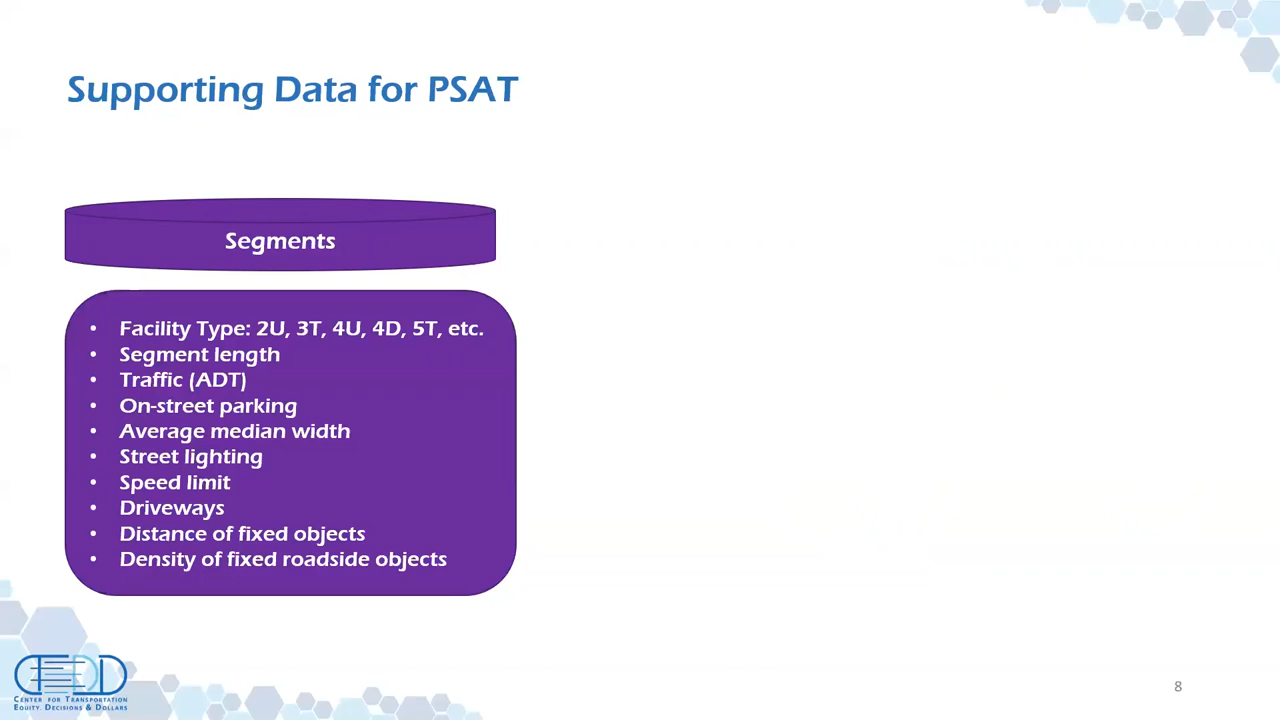 Supporting Data for PSAT
Segments
• Facility Type: 2U, 3T, 4U, 4D, 5T, etc.
• Segment length
• Traffic (ADT)
• On-street parking
• Average median width
• Street lighting
• Speed limit
• Driveways
• Distance of fixed objects
• Density of fixed roadside objects
CTEDD
CENTER FOR TRANSPORTATION
EQUITY, DECISIONS & DOLLARS
8